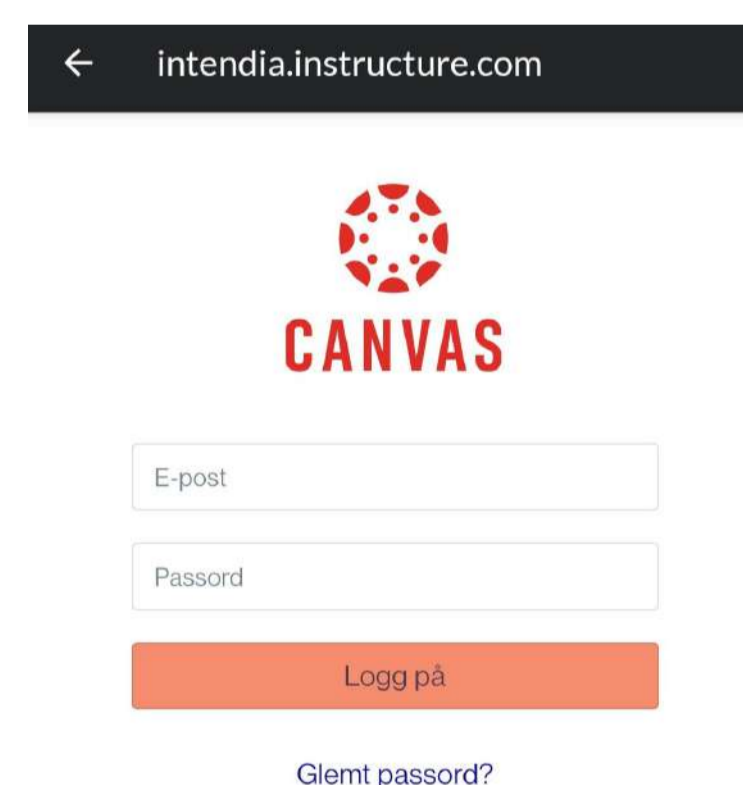 intendia.instructure.com
CANVAS
E-post
Passord
Logg på
Glemt passord?